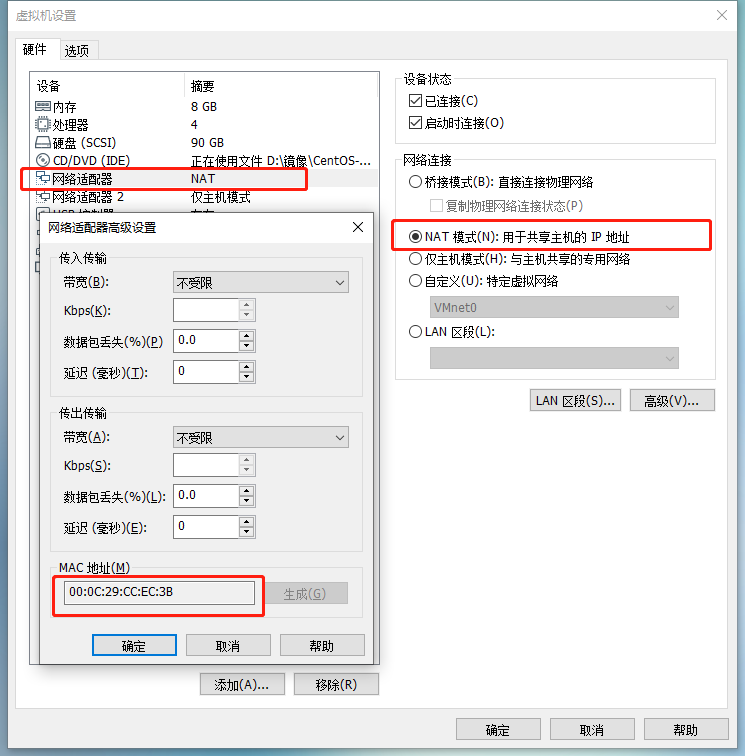 虚拟机设置
硬件 选项
设备 摘要
内存 8 GB
处理器 4
硬盘 (SCSI) 90 GB
CD/DVD (IDE) 正在使用文件 D:\镜像\CentOS-...
网络适配器 NAT
网络适配器 2 仅主机模式
网络适配器高级设置
传入传输
带宽(B): 不受限
Kbps(K):
数据包丢失(%)(P) 0.0
延迟 (毫秒)(T): 0
传出传输
带宽(A): 不受限
Kbps(S):
数据包丢失(%)(L): 0.0
延迟 (毫秒)(E): 0
MAC 地址(M)
00:0C:29:CC:EC:3B 生成(G)
确定 取消 帮助
添加(A)... 移除(R)
设备状态
已连接(C)
启动时连接(O)
网络连接
桥接模式(B): 直接连接物理网络
复制物理网络连接状态(P)
NAT 模式(N): 用于共享主机的 IP 地址
仅主机模式(H): 与主机共享的专用网络
自定义(U): 特定虚拟网络
VMnet0
LAN 区段(L):
LAN 区段(S)... 高级(V)...
确定 取消 帮助